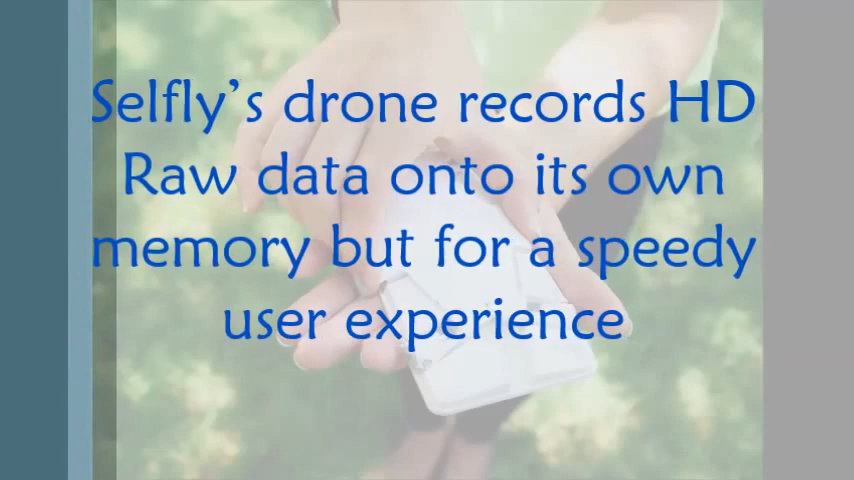 Selfly’s drone records HD
Raw data onto its own
memory but for a speedy
user experience